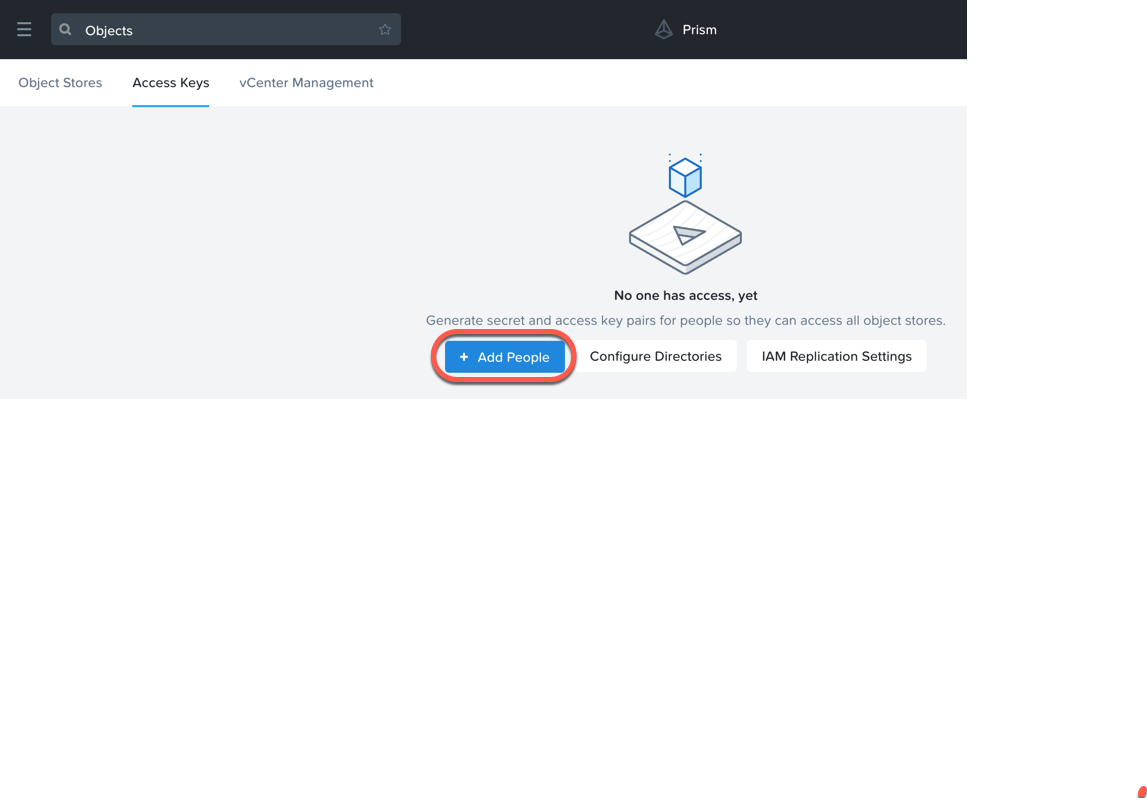 Objects
Prism
Object Stores Access Keys vCenter Management
No one has access, yet
Generate secret and access key pairs for people so they can access all object stores.
+ Add People Configure Directories IAM Replication Settings